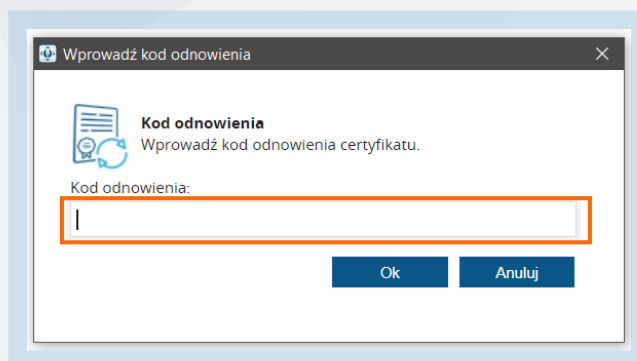 Wprowadź kod odnowienia
Kod odnowienia
Wprowadź kod odnowienia certyfikatu.
Kod odnowienia:
Ok Anuluj